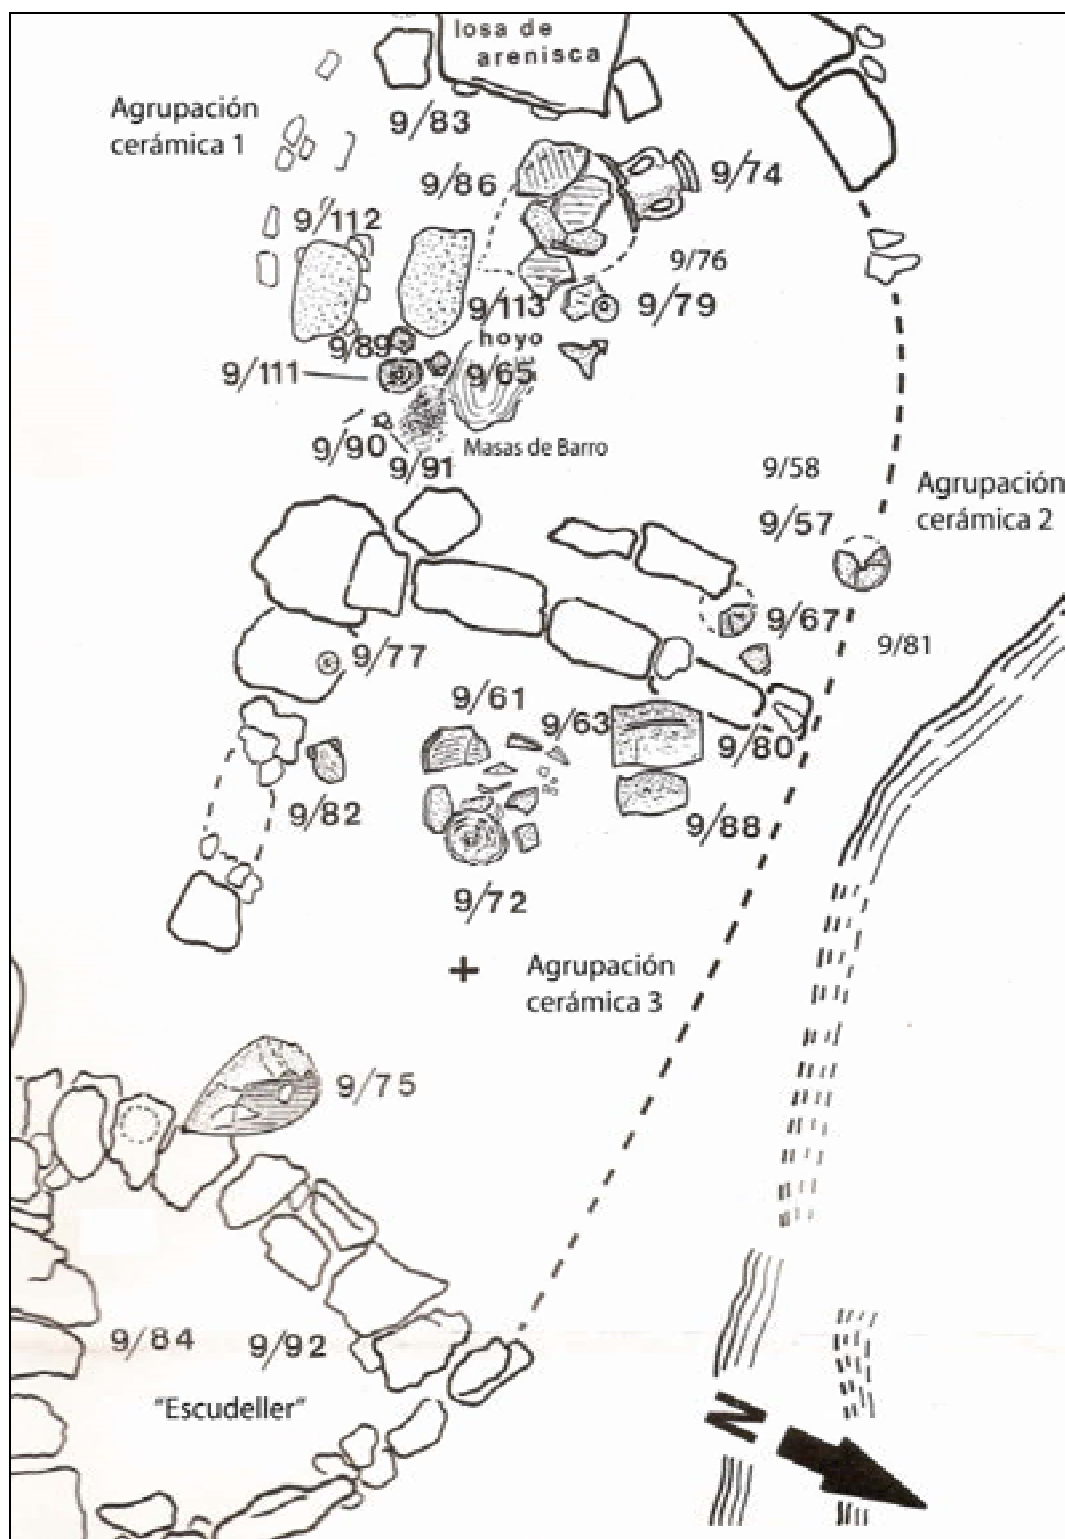 losa de
arenisca
Agrupación
cerámica 1
9/83
9/86
9/74
9/112
9/76
9/113
9/79
hoyo
9/89
9/111
9/65
9/90
9/91
Masas de Barro
9/58
Agrupación
cerámica 2
9/57
9/67
9/81
9/77
9/61
9/63
9/80
9/82
9/88
9/72
+
Agrupación
cerámica 3
9/75
9/84
9/92
"Escudeller"
N